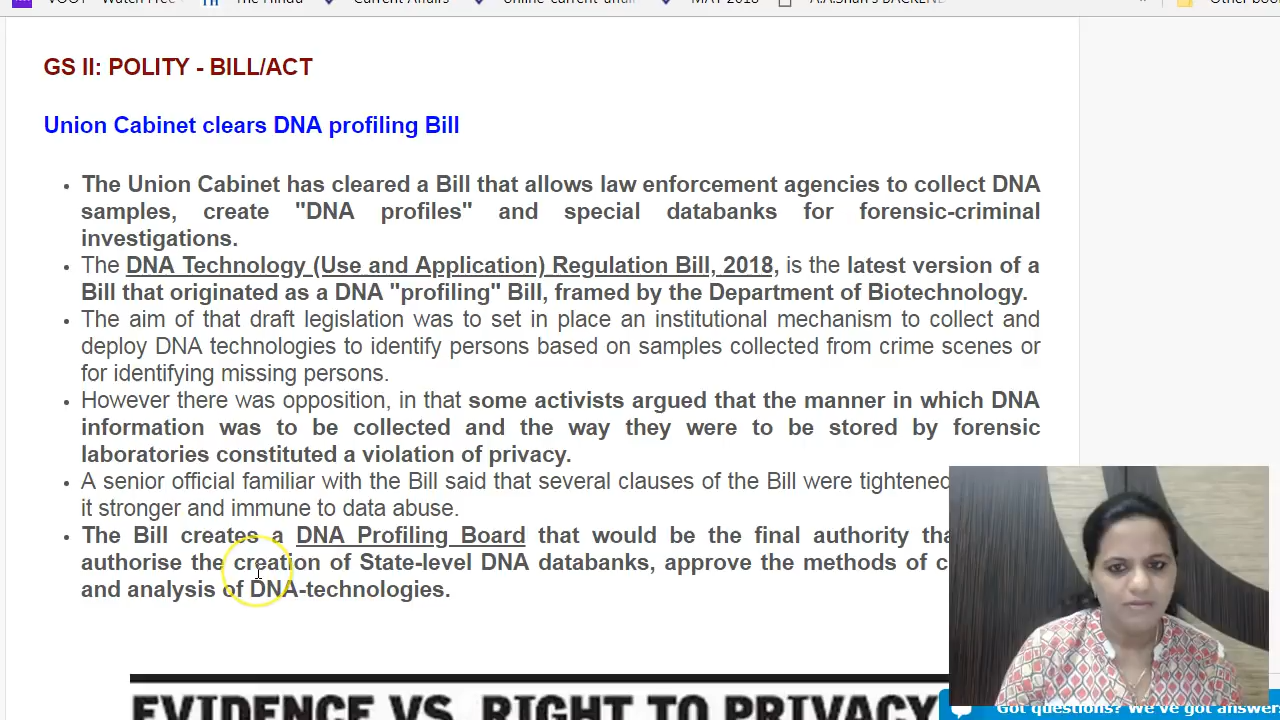 VOOT - Watch Free
The Hindu
Current Affairs
MAY 2018
Other
GS II: POLITY - BILL/ACT
Union Cabinet clears DNA profiling Bill
• The Union Cabinet has cleared a Bill that allows law enforcement agencies to collect DNA
samples, create "DNA profiles" and special databanks for forensic-criminal
investigations.
• The DNA Technology (Use and Application) Regulation Bill, 2018, is the latest version of a
Bill that originated as a DNA "profiling" Bill, framed by the Department of Biotechnology.
• The aim of that draft legislation was to set in place an institutional mechanism to collect and
deploy DNA technologies to identify persons based on samples collected from crime scenes or
for identifying missing persons.
• However there was opposition, in that some activists argued that the manner in which DNA
information was to be collected and the way they were to be stored by forensic
laboratories constituted a violation of privacy.
• A senior official familiar with the Bill said that several clauses of the Bill were tightened
it stronger and immune to data abuse.
• The Bill creates a DNA Profiling Board that would be the final authority
authorise the creation of State-level DNA databanks, approve the methods of
and analysis of DNA-technologies.
EVIDENCE VS. RIGHT TO PRIVACY
Got questions? We've got